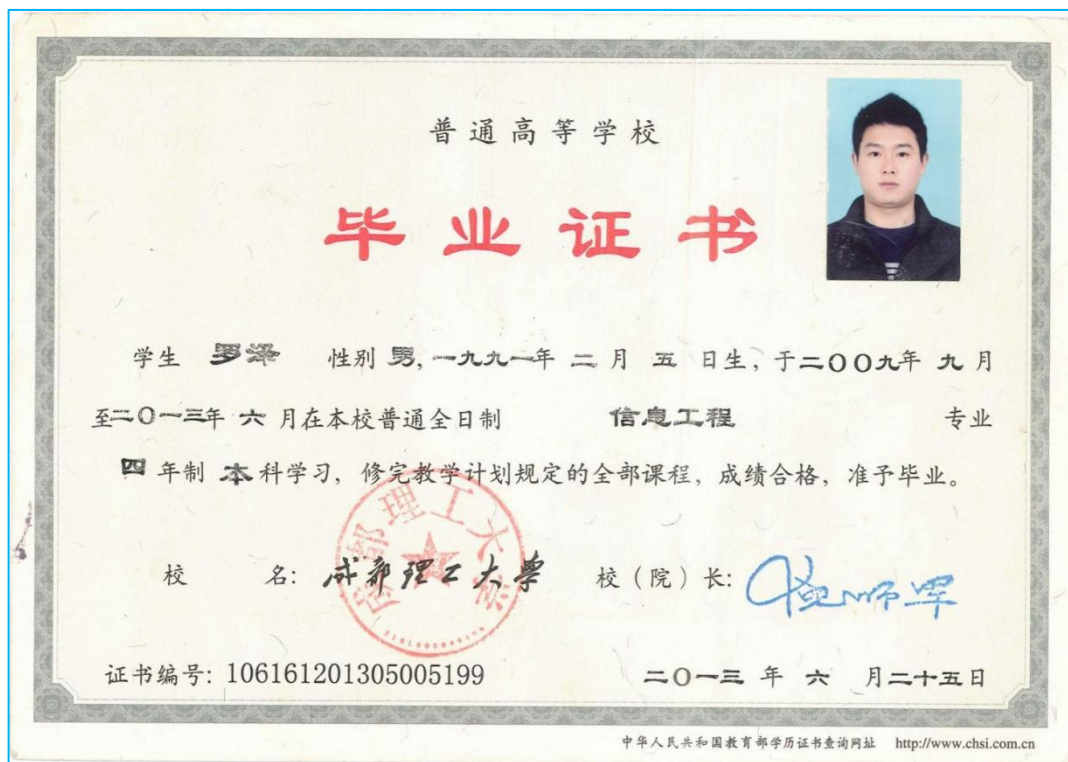 普通高等学校
毕业证书
学生 罗泽 性别 男，一九九一年 二 月 五 日生，于二〇〇九年 九 月
至二〇一三年 六 月在本校普通全日制 信息工程 专业
四 年制 本 科学习，修完教学计划规定的全部课程，成绩合格，准予毕业。
成都理工大学
校 名：成都理工大学 校（院）长：
证书编号：106161201305005199 二〇一三 年 六 月二十五日
中华人民共和国教育部学历证书查询网址 http://www.chsi.com.cn